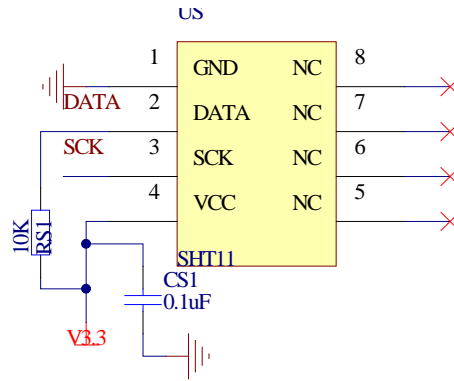 US
1 GND NC 8
DATA 2 DATA NC 7
SCK 3 SCK NC 6
4 VCC NC 5
10K
RS1
SHT11
CS1
0.1uF
V3.3